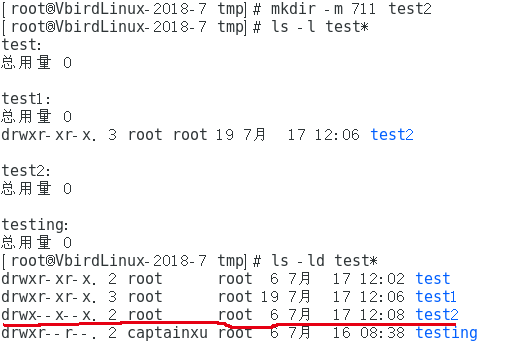 [root@VbirdLinux-2018-7 tmp]# mkdir -m 711 test2
[root@VbirdLinux-2018-7 tmp]# ls -l test*
test:
总用量 0
test1:
总用量 0
drwxr-xr-x. 3 root root 19 7月 17 12:06 test2
test2:
总用量 0
testing:
总用量 0
[root@VbirdLinux-2018-7 tmp]# ls -ld test*
drwxr-xr-x. 2 root root 6 7月 17 12:02 test
drwxr-xr-x. 3 root root 19 7月 17 12:06 test1
drwx--x--x. 2 root root 6 7月 17 12:08 test2
drwxr--r--. 2 captainxu root 6 7月 16 08:38 testing